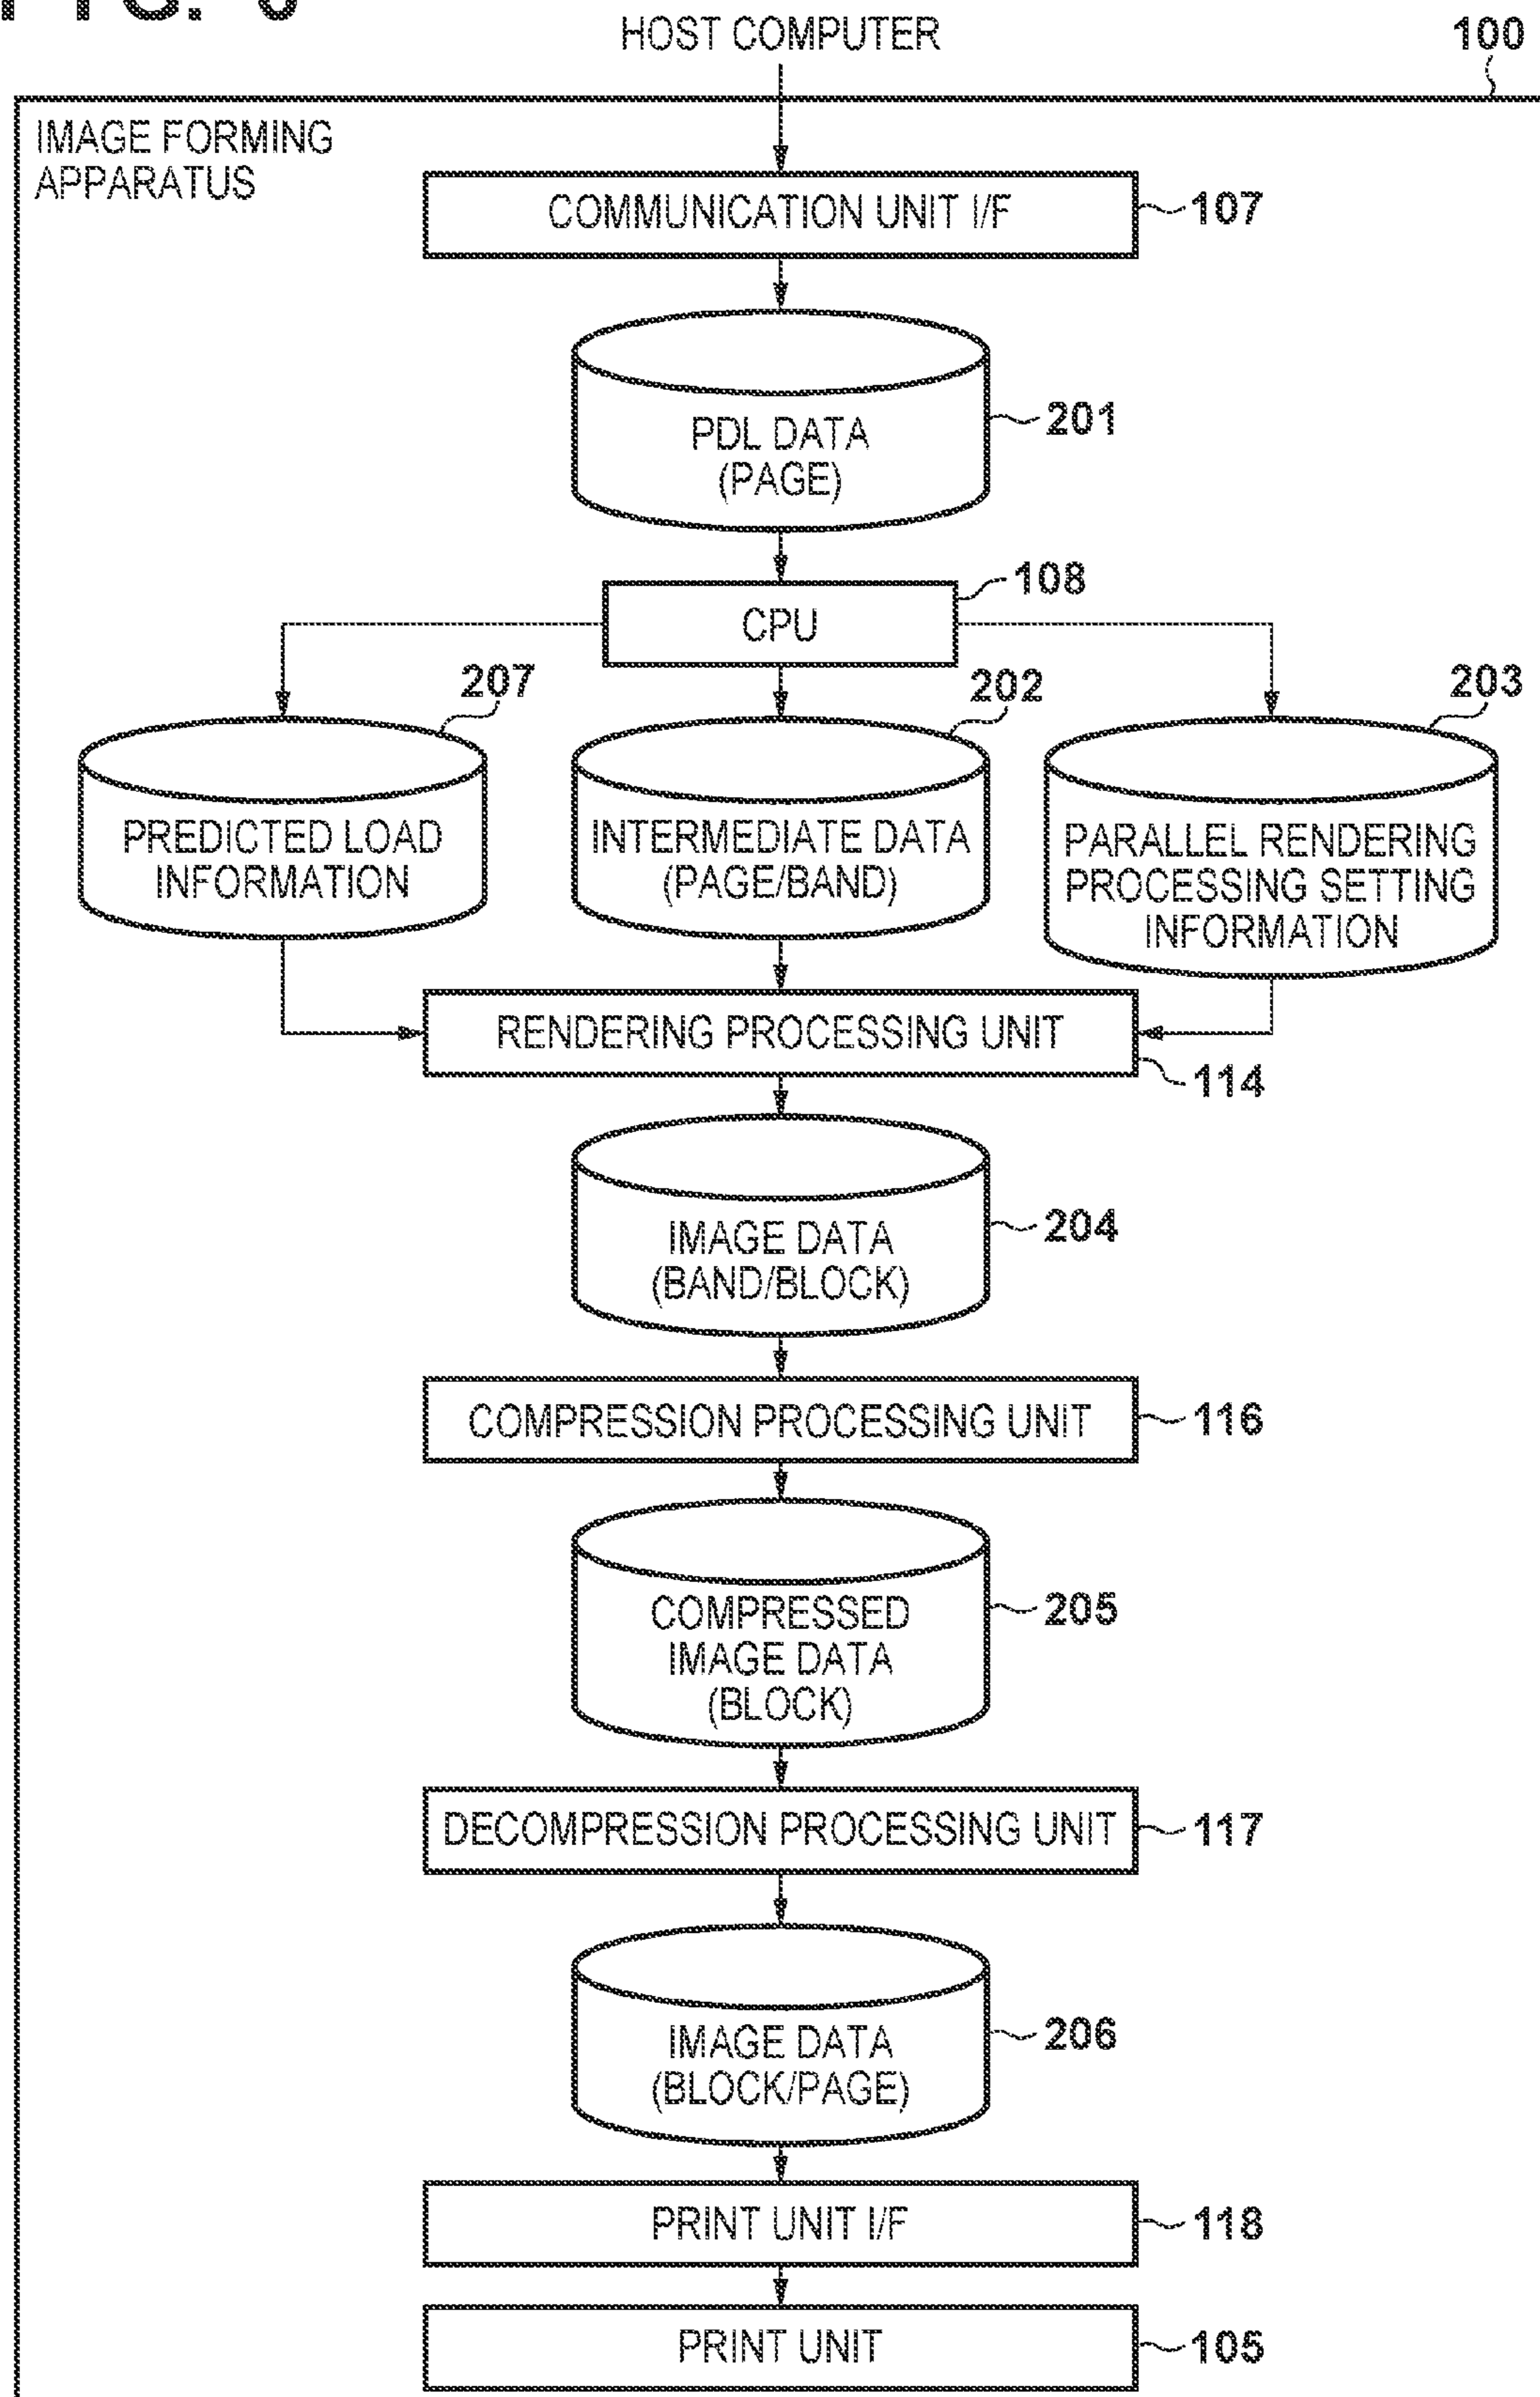 HOST COMPUTER
100
IMAGE FORMING
APPARATUS
COMMUNICATION UNIT I/F
107
PDL DATA
(PAGE)
201
108
CPU
207
202
203
PREDICTED LOAD
INFORMATION
INTERMEDIATE DATA
(PAGE/BAND)
PARALLEL RENDERING
PROCESSING SETTING
INFORMATION
RENDERING PROCESSING UNIT
114
IMAGE DATA
(BAND/BLOCK)
204
COMPRESSION PROCESSING UNIT
116
COMPRESSED
IMAGE DATA
(BLOCK)
205
DECOMPRESSION PROCESSING UNIT
117
IMAGE DATA
(BLOCK/PAGE)
206
PRINT UNIT I/F
118
PRINT UNIT
105